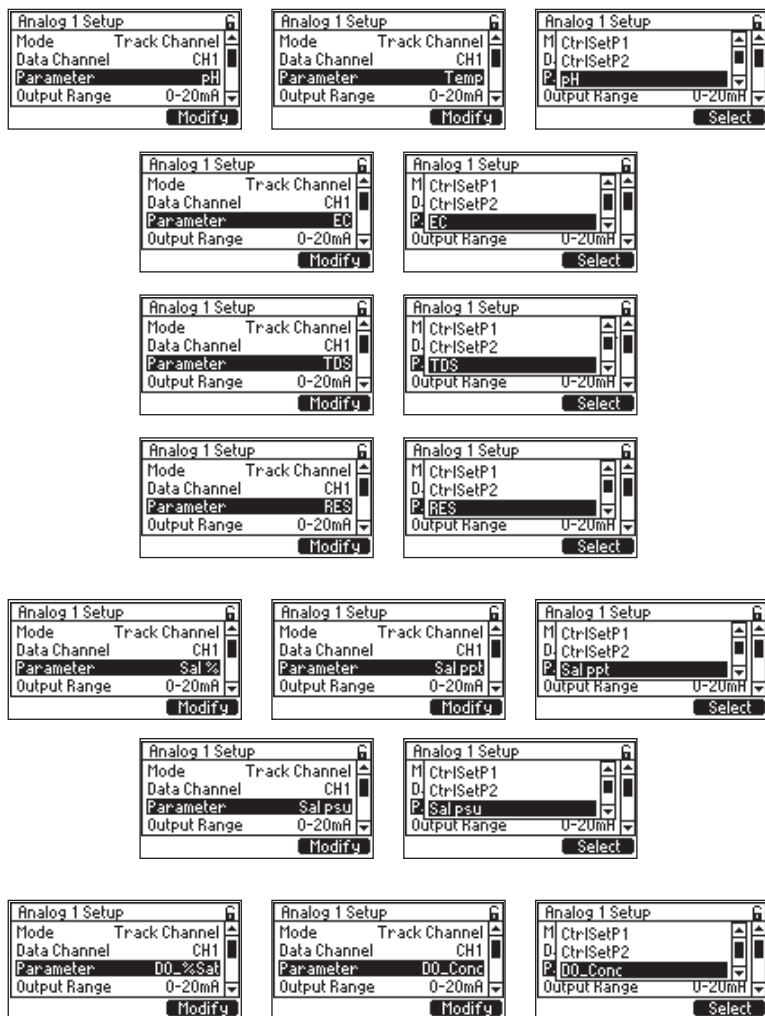 Analog 1 Setup
Mode Track Channel
Data Channel CH1
Parameter pH
Output Range 0-20mA
Modify
Analog 1 Setup
Mode Track Channel
Data Channel CH1
Parameter Temp
Output Range 0-20mA
Modify
Analog 1 Setup
M CtrlSetP1
D. CtrlSetP2
P. pH
Output Range 0-20mA
Select
Analog 1 Setup
Mode Track Channel
Data Channel CH1
Parameter EC
Output Range 0-20mA
Modify
Analog 1 Setup
M CtrlSetP1
D. CtrlSetP2
P. EC
Output Range 0-20mA
Select
Analog 1 Setup
Mode Track Channel
Data Channel CH1
Parameter TDS
Output Range 0-20mA
Modify
Analog 1 Setup
M CtrlSetP1
D. CtrlSetP2
P. TDS
Output Range 0-20mA
Select
Analog 1 Setup
Mode Track Channel
Data Channel CH1
Parameter RES
Output Range 0-20mA
Modify
Analog 1 Setup
M CtrlSetP1
D. CtrlSetP2
P. RES
Output Range 0-20mA
Select
Analog 1 Setup
Mode Track Channel
Data Channel CH1
Parameter Sal %
Output Range 0-20mA
Modify
Analog 1 Setup
Mode Track Channel
Data Channel CH1
Parameter Sal ppt
Output Range 0-20mA
Modify
Analog 1 Setup
M CtrlSetP1
D. CtrlSetP2
P. Sal ppt
Output Range 0-20mA
Select
Analog 1 Setup
Mode Track Channel
Data Channel CH1
Parameter Sal psu
Output Range 0-20mA
Modify
Analog 1 Setup
M CtrlSetP1
D. CtrlSetP2
P. Sal psu
Output Range 0-20mA
Select
Analog 1 Setup
Mode Track Channel
Data Channel CH1
Parameter DO_%Sat
Output Range 0-20mA
Modify
Analog 1 Setup
Mode Track Channel
Data Channel CH1
Parameter DO_Conc
Output Range 0-20mA
Modify
Analog 1 Setup
M CtrlSetP1
D. CtrlSetP2
P. DO_Conc
Output Range 0-20mA
Select